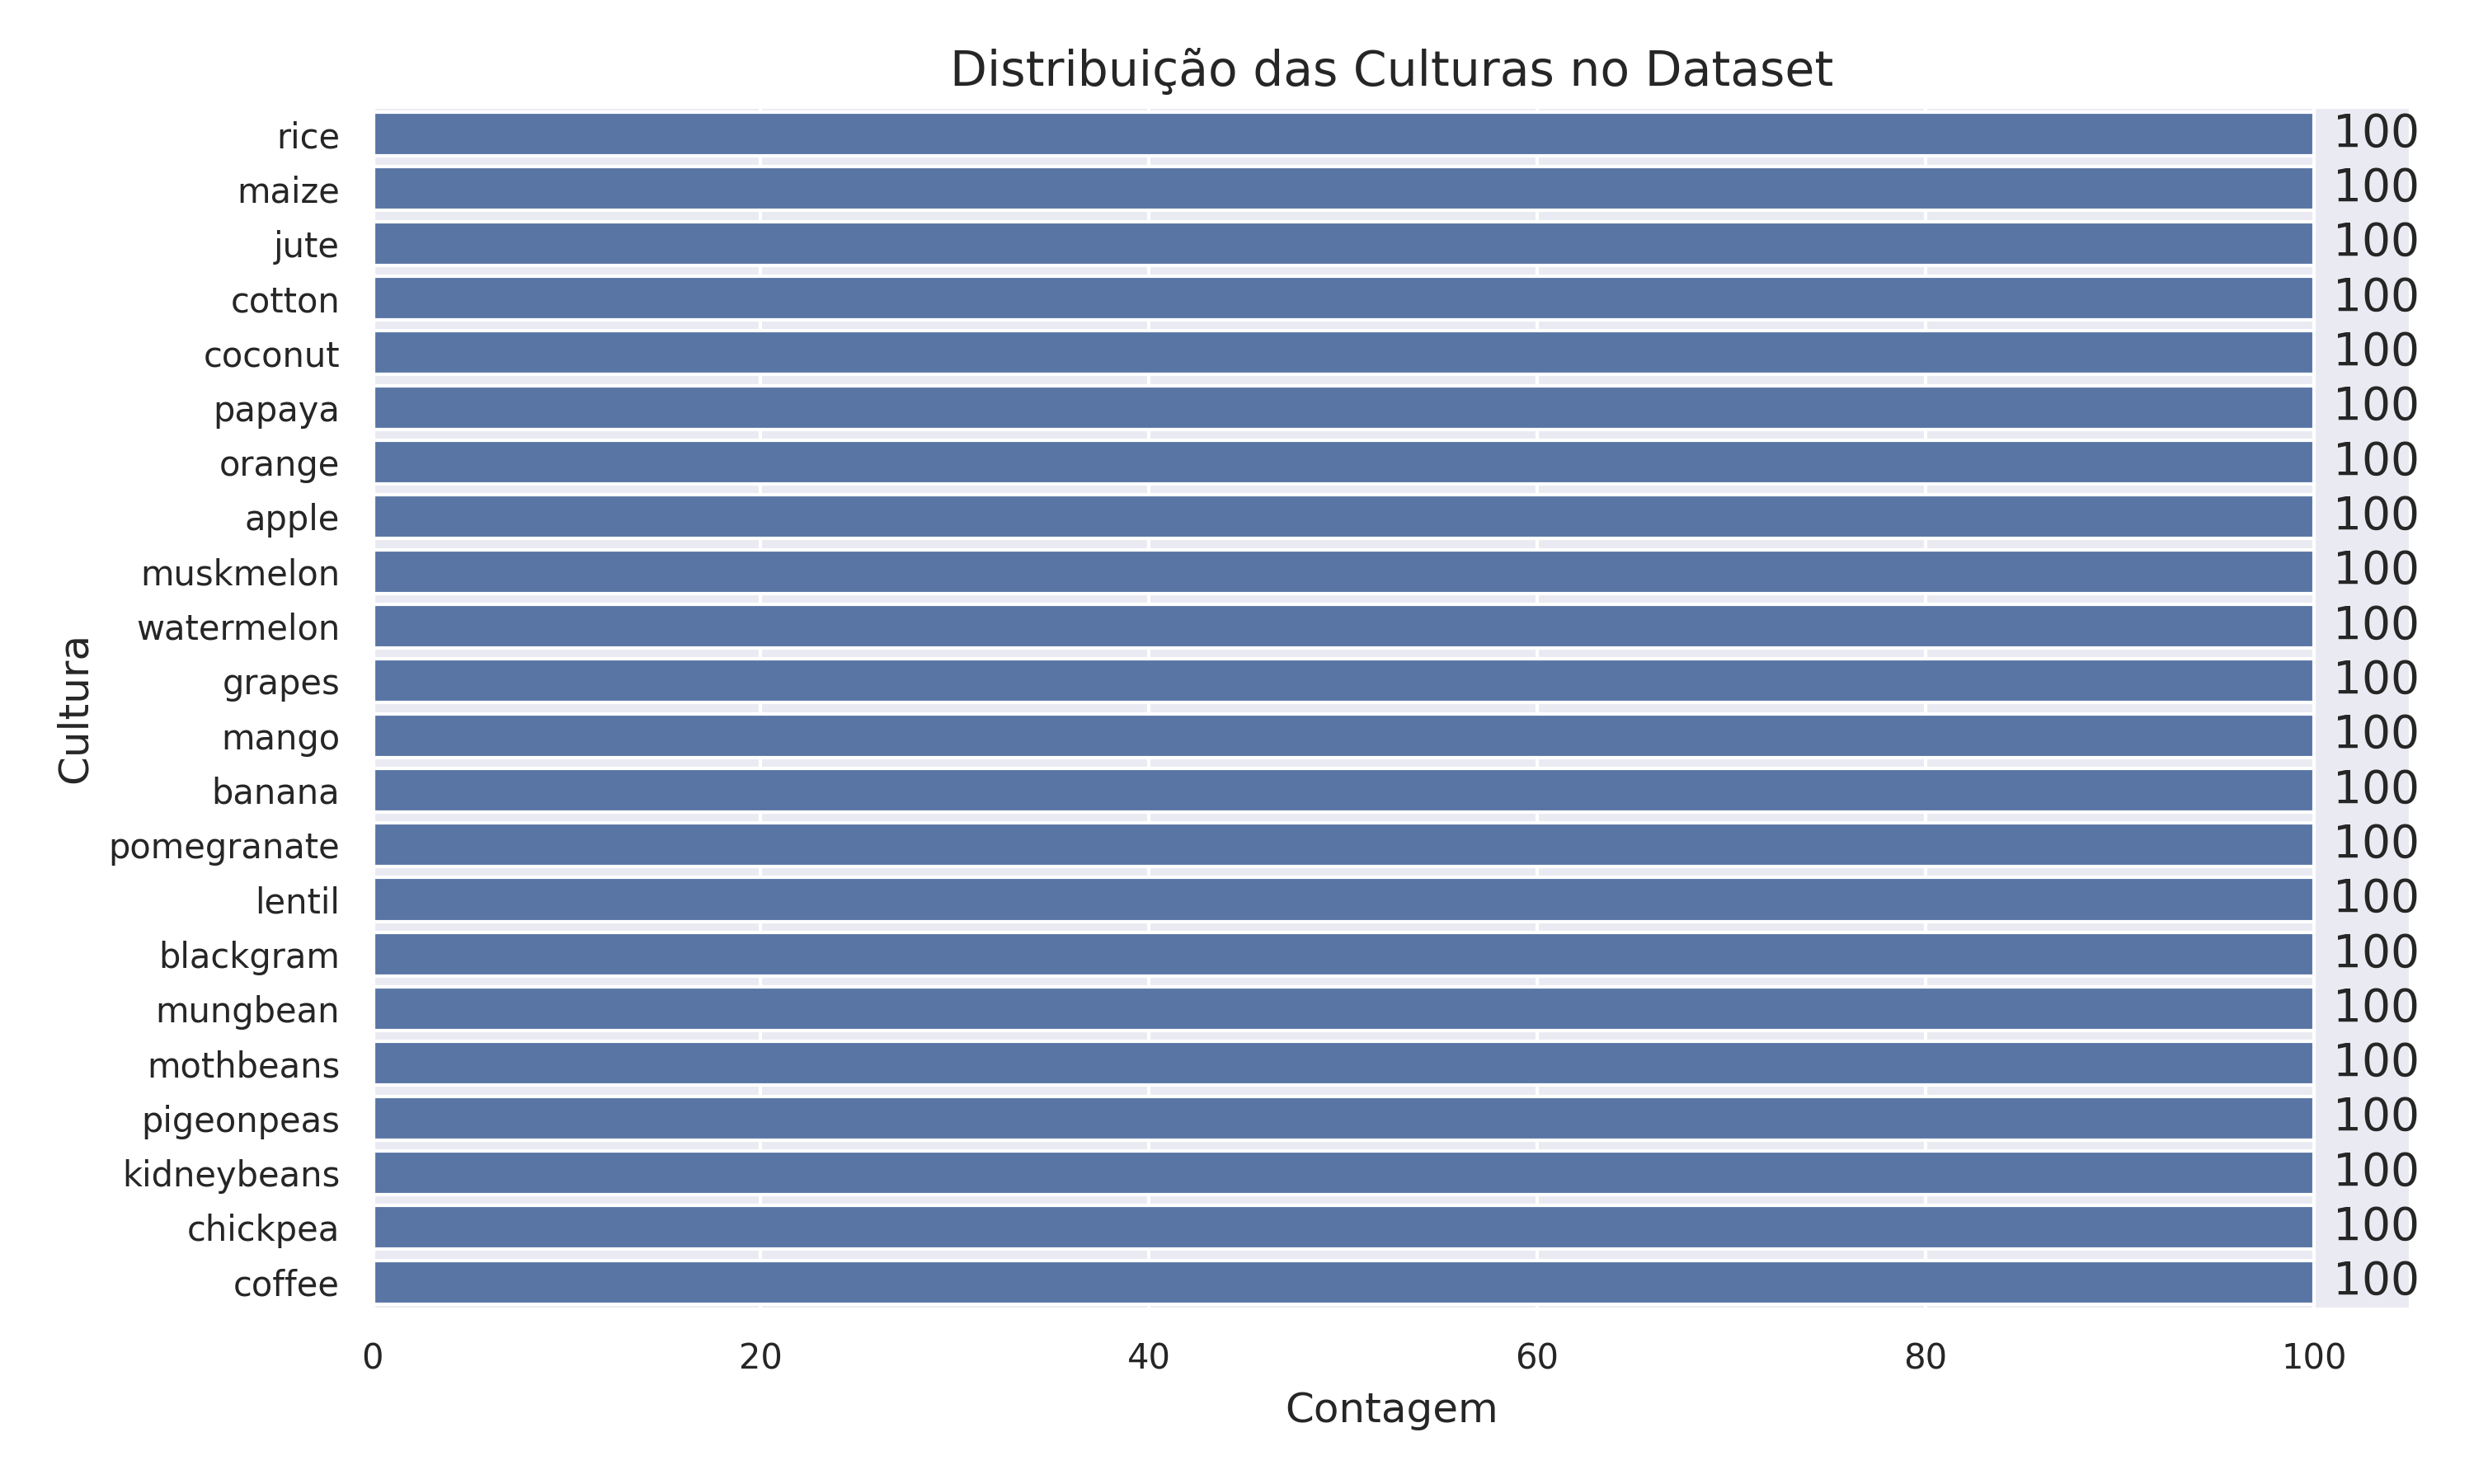 Distribuição das Culturas no Dataset
rice 100
maize 100
jute 100
cotton 100
coconut 100
papaya 100
orange 100
apple 100
muskmelon 100
watermelon 100
grapes 100
mango 100
banana 100
pomegranate 100
lentil 100
blackgram 100
mungbean 100
mothbeans 100
pigeonpeas 100
kidneybeans 100
chickpea 100
coffee 100
Cultura
0 20 40 60 80 100
Contagem